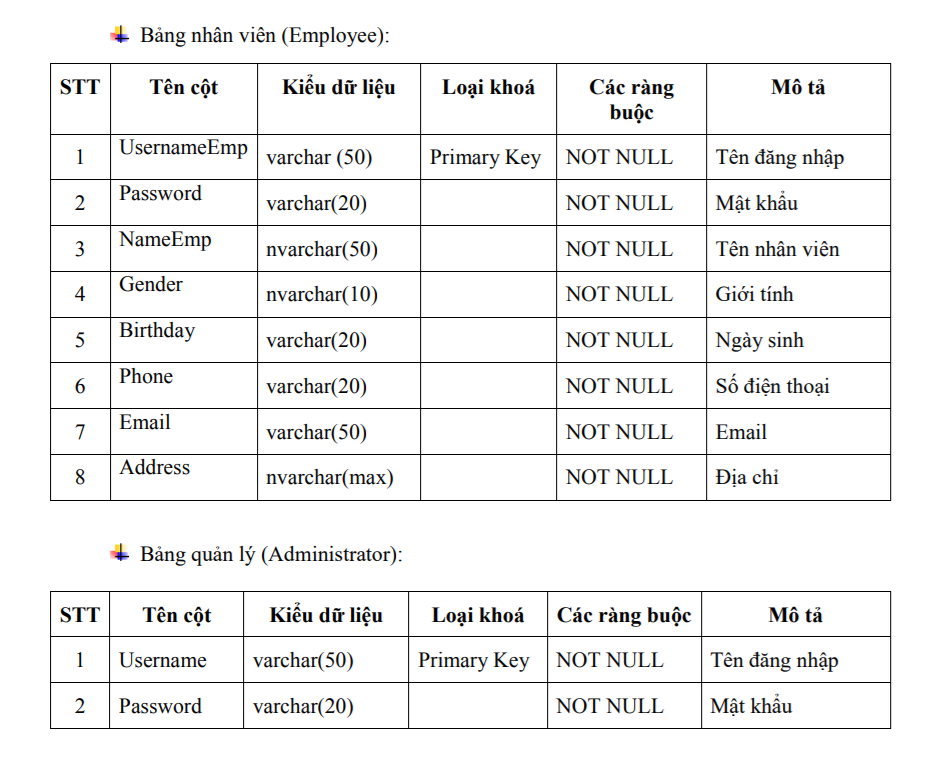 Bảng nhân viên (Employee):
STT Tên cột Kiểu dữ liệu Loại khoá Các ràng buộc Mô tả
1 UsernameEmp varchar (50) Primary Key NOT NULL Tên đăng nhập
2 Password varchar(20) NOT NULL Mật khẩu
3 NameEmp nvarchar(50) NOT NULL Tên nhân viên
4 Gender nvarchar(10) NOT NULL Giới tính
5 Birthday varchar(20) NOT NULL Ngày sinh
6 Phone varchar(20) NOT NULL Số điện thoại
7 Email varchar(50) NOT NULL Email
8 Address nvarchar(max) NOT NULL Địa chỉ
Bảng quản lý (Administrator):
STT Tên cột Kiểu dữ liệu Loại khoá Các ràng buộc Mô tả
1 Username varchar(50) Primary Key NOT NULL Tên đăng nhập
2 Password varchar(20) NOT NULL Mật khẩu